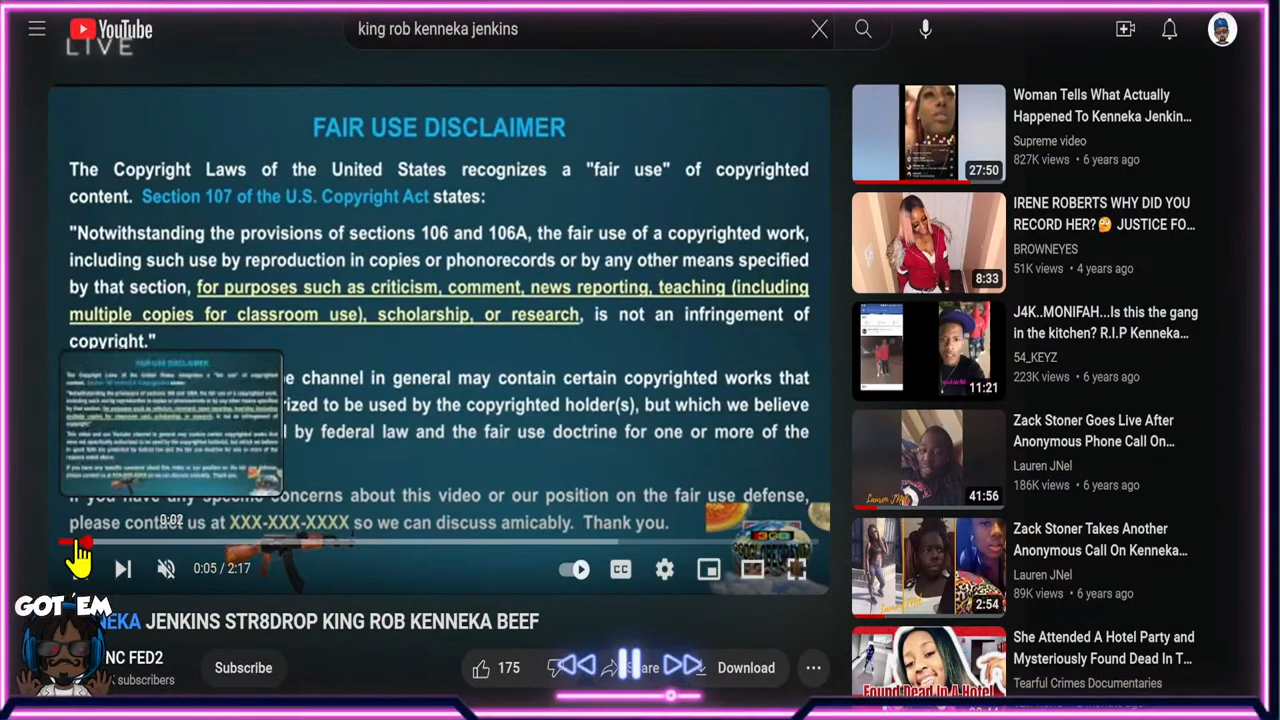 YouTube
king rob kenneka jenkins
LIVE
FAIR USE DISCLAIMER
The Copyright Laws of the United States recognizes a "fair use" of copyrighted
content. Section 107 of the U.S. Copyright Act states:
"Notwithstanding the provisions of sections 106 and 106A, the fair use of a copyrighted work,
including such use by reproduction in copies or phonorecords or by any other means specified
by that section, for purposes such as criticism, comment, news reporting, teaching (including
multiple copies for classroom use), scholarship, or research, is not an infringement of
copyright."
channel in general may contain certain copyrighted works that
to be used by the copyrighted holder(s), but which we believe
by federal law and the fair use doctrine for one or more of the
If you have any specific concerns about this video or our position on the fair use defense,
please contact us at XXX-XXX-XXXX so we can discuss amicably. Thank you.
FAIR USE DISCLAIMER
0:02
0:05 / 2:17
CC
GOT 'EM
JENKINS STR8DROP KING ROB KENNEKA BEEF
NC FED2
subscribers
Subscribe
175
Share
Download
Woman Tells What Actually
Happened To Kenneka Jenkin...
Supreme video
827K views • 6 years ago
27:50
IRENE ROBERTS WHY DID YOU
RECORD HER?🤔 JUSTICE FO...
BROWNEYES
51K views • 4 years ago
8:33
J4K..MONIFAH...Is this the gang
in the kitchen? R.I.P Kenneka...
54_KEYZ
223K views • 6 years ago
11:21
Zack Stoner Goes Live After
Anonymous Phone Call On...
Lauren JNel
186K views • 6 years ago
41:56
Zack Stoner Takes Another
Anonymous Call On Kenneka...
Lauren JNel
89K views • 6 years ago
2:54
She Attended A Hotel Party and
Mysteriously Found Dead In T...
Tearful Crimes Documentaries
Found Dead In A Hotel